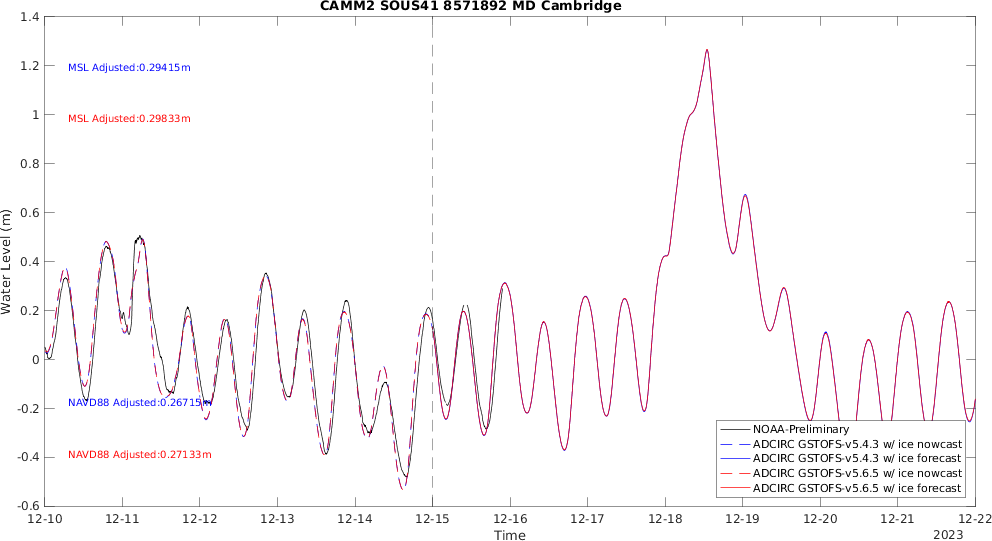 CAMM2 SOUS41 8571892 MD Cambridge
1.4
1.2
1
0.8
0.6
0.4
0.2
0
-0.2
-0.4
-0.6
Water Level (m)
MSL Adjusted:0.29415m
MSL Adjusted:0.29833m
NAVD88 Adjusted:0.26715m
NAVD88 Adjusted:0.27133m
NOAA-Preliminary
ADCIRC GSTOFS-v5.4.3 w/ ice nowcast
ADCIRC GSTOFS-v5.4.3 w/ ice forecast
ADCIRC GSTOFS-v5.6.5 w/ ice nowcast
ADCIRC GSTOFS-v5.6.5 w/ ice forecast
12-10 12-11 12-12 12-13 12-14 12-15 12-16 12-17 12-18 12-19 12-20 12-21 12-22
Time
2023